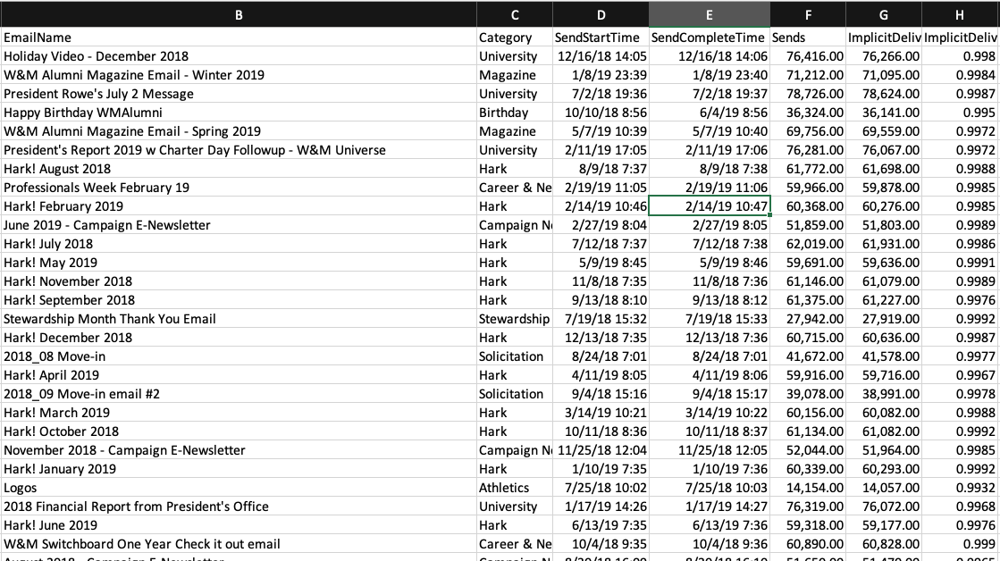 B C D E F G H
EmailName Category SendStartTime SendCompleteTime Sends ImplicitDeliv ImplicitDeliv
Holiday Video - December 2018 University 12/16/18 14:05 12/16/18 14:06 76,416.00 76,266.00 0.998
W&M Alumni Magazine Email - Winter 2019 Magazine 1/8/19 23:39 1/8/19 23:40 71,212.00 71,095.00 0.9984
President Rowe's July 2 Message University 7/2/18 19:36 7/2/18 19:37 78,726.00 78,624.00 0.9987
Happy Birthday WMAlumni Birthday 10/10/18 8:56 6/4/19 8:56 36,324.00 36,141.00 0.995
W&M Alumni Magazine Email - Spring 2019 Magazine 5/7/19 10:39 5/7/19 10:40 69,756.00 69,559.00 0.9972
President's Report 2019 w Charter Day Followup - W&M Universe University 2/11/19 17:05 2/11/19 17:06 76,281.00 76,067.00 0.9972
Hark! August 2018 Hark 8/9/18 7:37 8/9/18 7:38 61,772.00 61,698.00 0.9988
Professionals Week February 19 Career & Ne 2/19/19 11:05 2/19/19 11:06 59,966.00 59,878.00 0.9985
Hark! February 2019 Hark 2/14/19 10:46 2/14/19 10:47 60,368.00 60,276.00 0.9985
June 2019 - Campaign E-Newsletter Campaign N 2/27/19 8:04 2/27/19 8:05 51,859.00 51,803.00 0.9989
Hark! July 2018 Hark 7/12/18 7:37 7/12/18 7:38 62,019.00 61,931.00 0.9986
Hark! May 2019 Hark 5/9/19 8:45 5/9/19 8:46 59,691.00 59,636.00 0.9991
Hark! November 2018 Hark 11/8/18 7:35 11/8/18 7:36 61,146.00 61,079.00 0.9989
Hark! September 2018 Hark 9/13/18 8:10 9/13/18 8:12 61,375.00 61,227.00 0.9976
Stewardship Month Thank You Email Stewardship 7/19/18 15:32 7/19/18 15:33 27,942.00 27,919.00 0.9992
Hark! December 2018 Hark 12/13/18 7:35 12/13/18 7:36 60,715.00 60,636.00 0.9987
2018_08 Move-in Solicitation 8/24/18 7:01 8/24/18 7:01 41,672.00 41,578.00 0.9977
Hark! April 2019 Hark 4/11/19 8:05 4/11/19 8:06 59,916.00 59,716.00 0.9967
2018_09 Move-in email #2 Solicitation 9/4/18 15:16 9/4/18 15:17 39,078.00 38,991.00 0.9978
Hark! March 2019 Hark 3/14/19 10:21 3/14/19 10:22 60,156.00 60,082.00 0.9988
Hark! October 2018 Hark 10/11/18 8:36 10/11/18 8:37 61,134.00 61,082.00 0.9992
November 2018 - Campaign E-Newsletter Campaign N 11/25/18 12:04 11/25/18 12:05 52,044.00 51,964.00 0.9985
Hark! January 2019 Hark 1/10/19 7:35 1/10/19 7:36 60,339.00 60,293.00 0.9992
Logos Athletics 7/25/18 10:02 7/25/18 10:03 14,154.00 14,057.00 0.9932
2018 Financial Report from President's Office University 1/17/19 14:26 1/17/19 14:27 76,319.00 76,072.00 0.9968
Hark! June 2019 Hark 6/13/19 7:35 6/13/19 7:36 59,318.00 59,177.00 0.9976
W&M Switchboard One Year Check it out email Career & Ne 10/4/18 9:35 10/4/18 9:36 60,890.00 60,828.00 0.999